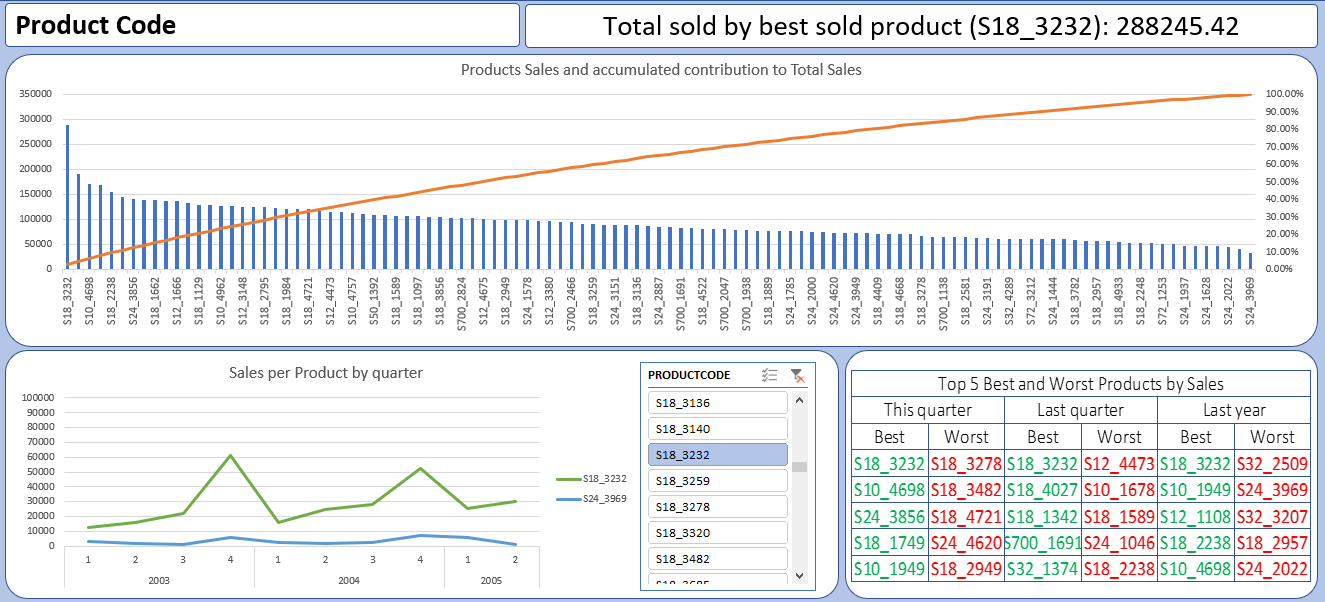 Product Code
Total sold by best sold product (S18_3232): 288245.42
Products Sales and accumulated contribution to Total Sales
350000
300000
250000
200000
150000
100000
50000
0
100.00%
90.00%
80.00%
70.00%
60.00%
50.00%
40.00%
30.00%
20.00%
10.00%
0.00%
S18_3232
S10_4698
S18_2238
S24_3856
S18_1662
S12_1666
S18_1129
S10_4962
S12_3148
S18_2795
S18_1984
S18_4721
S12_4473
S10_4757
S50_1392
S18_1589
S18_1097
S18_3856
S700_2824
S12_4675
S18_2949
S24_1578
S12_3380
S700_2466
S18_3259
S24_3151
S18_3136
S24_2887
S700_1691
S18_4522
S700_2047
S700_1938
S18_1889
S24_1785
S24_2000
S24_4620
S24_3949
S18_4409
S18_4668
S18_3278
S700_1138
S18_2581
S24_3191
S32_4289
S72_3212
S24_1444
S18_3782
S18_2957
S18_4933
S18_2248
S72_1253
S24_1937
S24_1628
S24_2022
S24_3969
Sales per Product by quarter
100000
90000
80000
70000
60000
50000
40000
30000
20000
10000
0
1 2 3 4 1 2 3 4 1 2
2003 2004 2005
S18_3232
S24_3969
PRODUCTCODE
S18_3136
S18_3140
S18_3232
S18_3259
S18_3278
S18_3320
S18_3482
S18_3685
Top 5 Best and Worst Products by Sales
This quarter Last quarter Last year
Best Worst Best Worst Best Worst
S18_3232 S18_3278 S18_3232 S12_4473 S18_3232 S32_2509
S10_4698 S18_3482 S18_4027 S10_1678 S10_1949 S24_3969
S24_3856 S18_4721 S18_1342 S18_1589 S12_1108 S32_3207
S18_1749 S24_4620 S700_1691 S24_1046 S18_2238 S18_2957
S10_1949 S18_2949 S32_1374 S18_2238 S10_4698 S24_2022